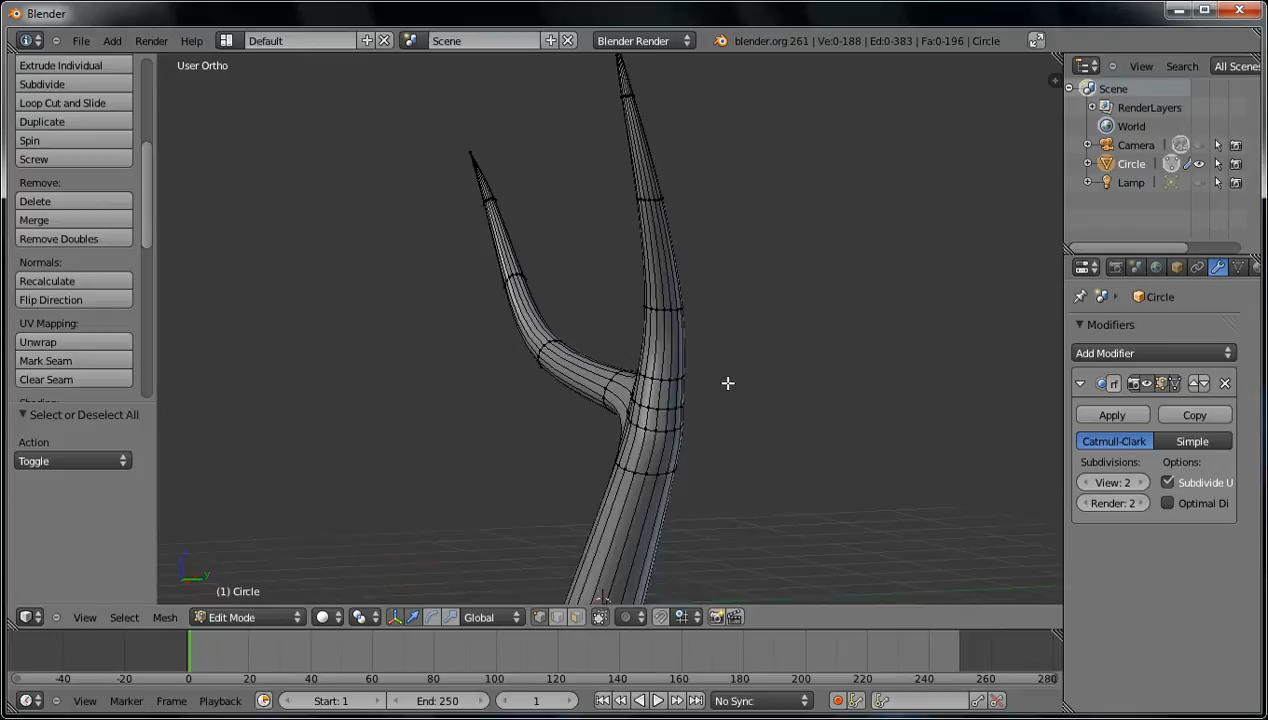 Blender
File Add Render Help Default Scene Blender Render blender.org 261 | Ve:0-188 | Ed:0-383 | Fa:0-196 | Circle
Extrude Individual
Subdivide
Loop Cut and Slide
Duplicate
Spin
Screw
Remove:
Delete
Merge
Remove Doubles
Normals:
Recalculate
Flip Direction
UV Mapping:
Unwrap
Mark Seam
Clear Seam
Select or Deselect All
Action
Toggle
User Ortho
y
(1) Circle
View Select Mesh Edit Mode Global
View Search All Scene
Scene
RenderLayers
World
Camera
Circle
Lamp
Circle
Modifiers
Add Modifier
rf
Apply Copy
Catmull-Clark Simple
Subdivisions: Options:
View: 2 Subdivide U
Render: 2 Optimal Di
-40 -20 0 20 40 60 80 100 120 140 160 180 200 220 240 260 280
View Marker Frame Playback Start: 1 End: 250 1 No Sync